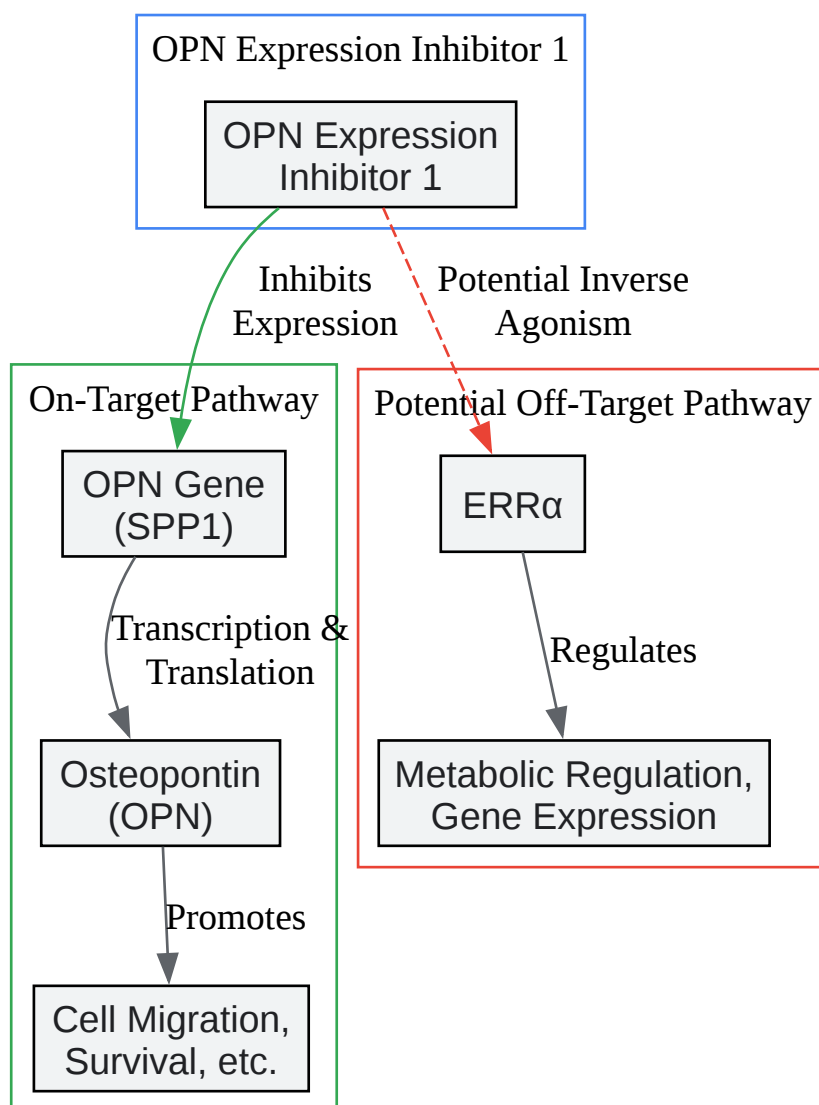 OPN Expression Inhibitor 1
OPN Expression
Inhibitor 1
Inhibits
Expression
Potential Inverse
Agonism
On-Target Pathway
OPN Gene
(SPP1)
Transcription &
Translation
Osteopontin
(OPN)
Promotes
Cell Migration,
Survival, etc.
Potential Off-Target Pathway
ERRα
Regulates
Metabolic Regulation,
Gene Expression